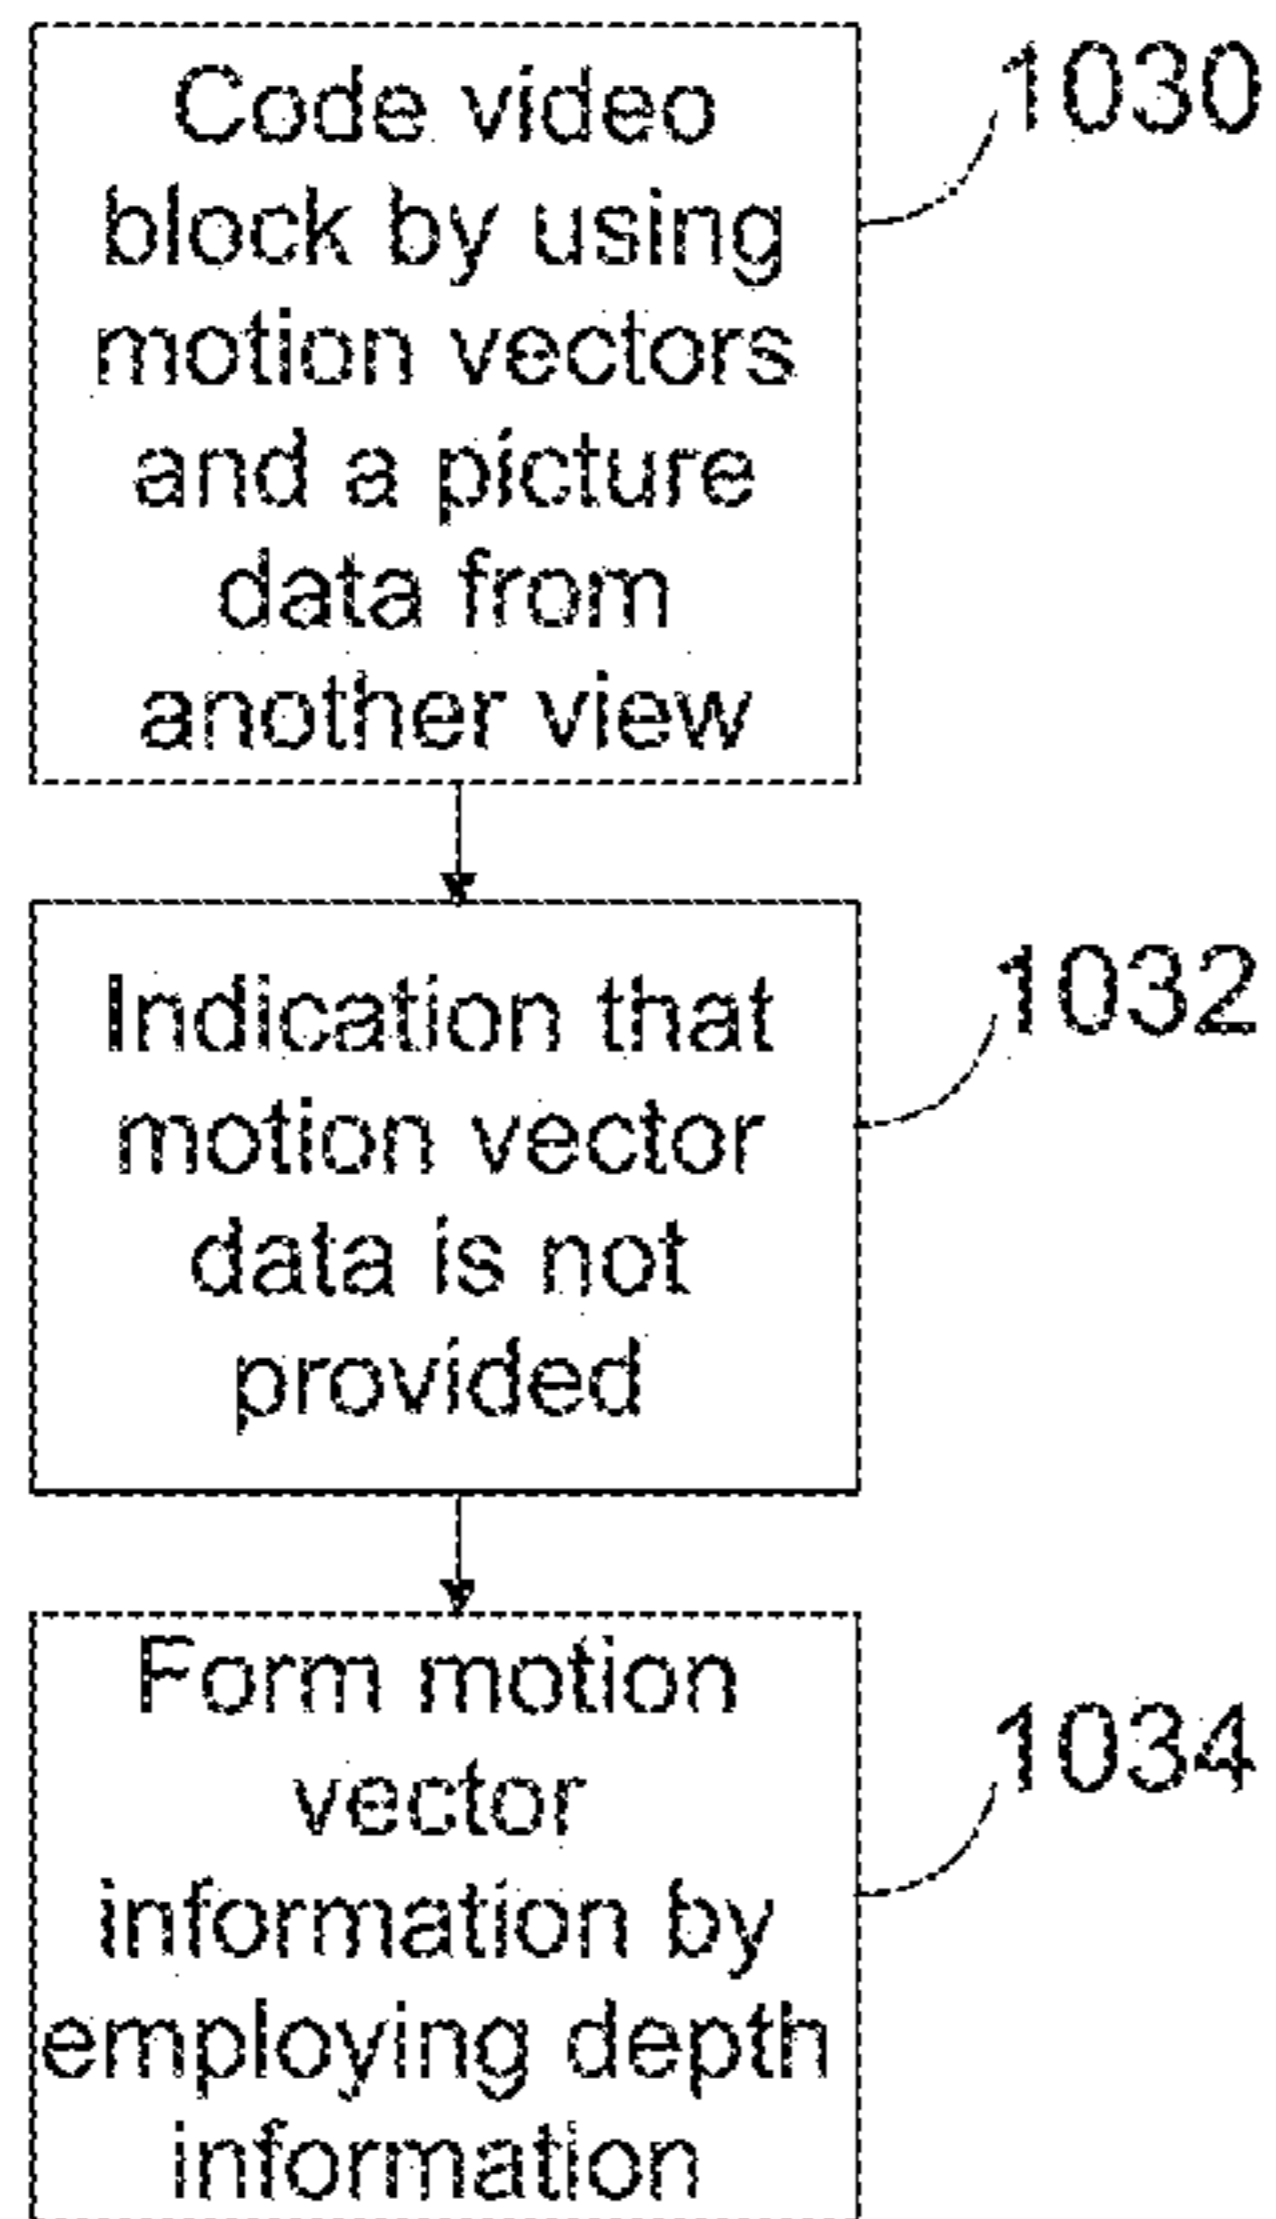 Code video
block by using
motion vectors
and a picture
data from
another view
1030
Indication that
motion vector
data is not
provided
1032
Form motion
vector
information by
employing depth
information
1034